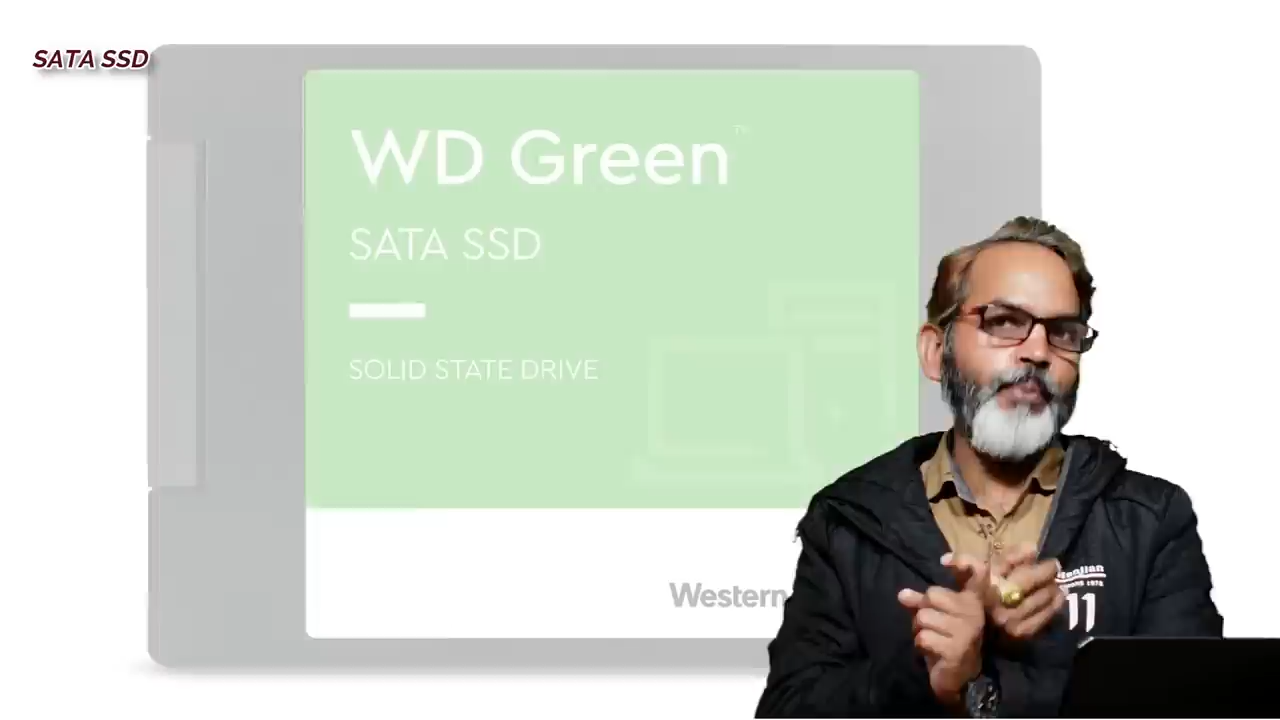 SATA SSD
WD Green™
SATA SSD
SOLID STATE DRIVE
Western
11